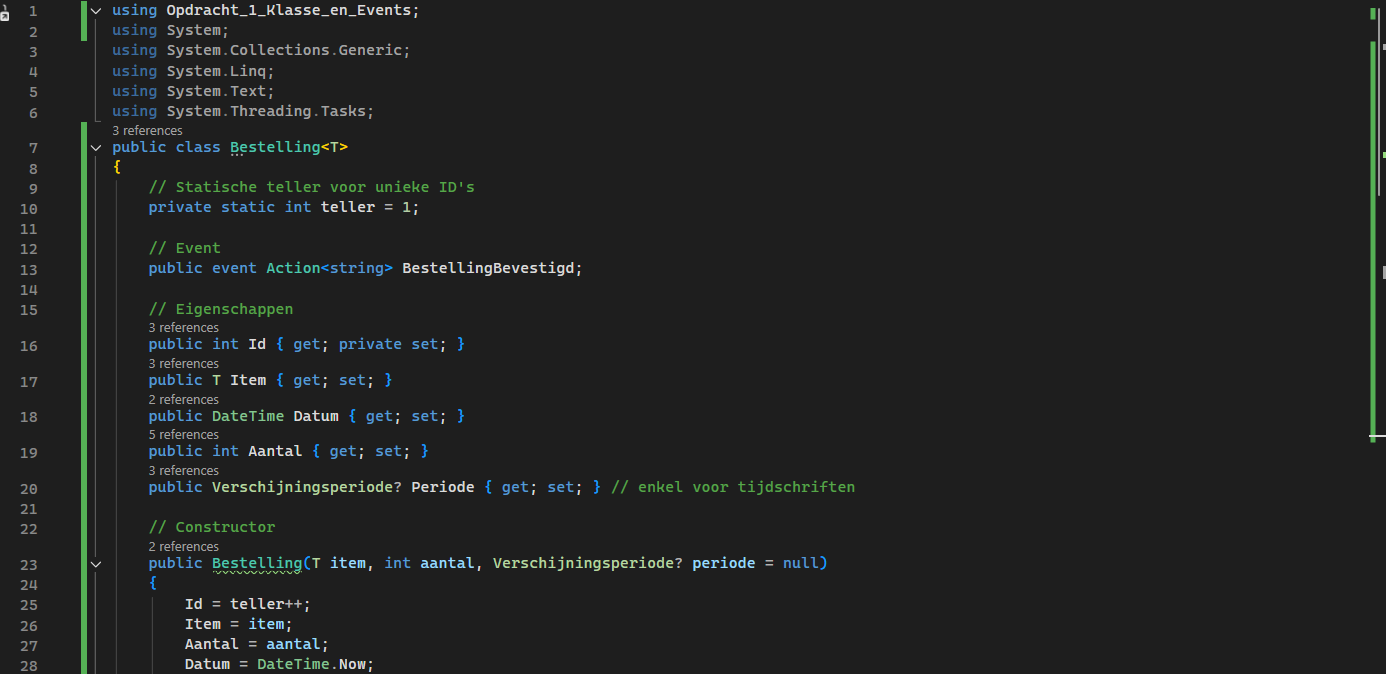 1 using Opdracht_1_Klasse_en_Events;
2 using System;
3 using System.Collections.Generic;
4 using System.Linq;
5 using System.Text;
6 using System.Threading.Tasks;
3 references
7 public class Bestelling<T>
8 {
9 // Statische teller voor unieke ID's
10 private static int teller = 1;
11
12 // Event
13 public event Action<string> BestellingBevestigd;
14
15 // Eigenschappen
3 references
16 public int Id { get; private set; }
3 references
17 public T Item { get; set; }
2 references
18 public DateTime Datum { get; set; }
5 references
19 public int Aantal { get; set; }
3 references
20 public Verschijningsperiode? Periode { get; set; } // enkel voor tijdschriften
21
22 // Constructor
2 references
23 public Bestelling(T item, int aantal, Verschijningsperiode? periode = null)
24 {
25 Id = teller++;
26 Item = item;
27 Aantal = aantal;
28 Datum = DateTime.Now;